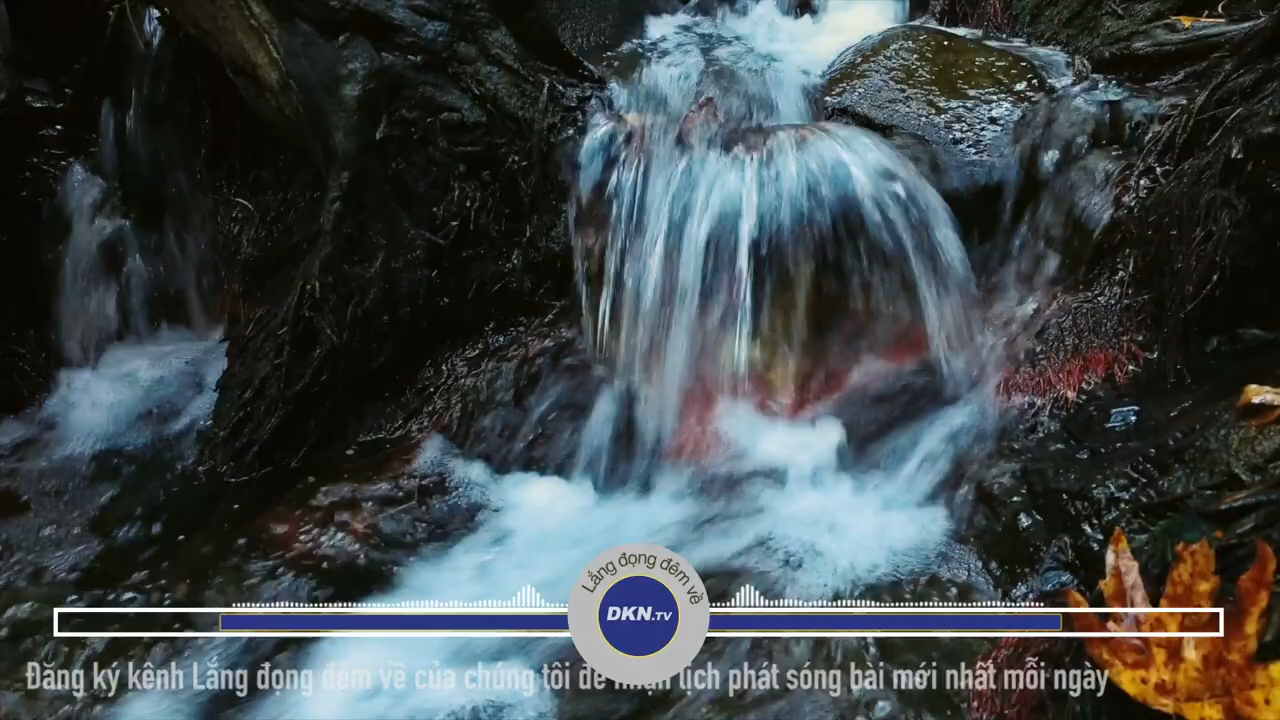 Lắng đọng đêm về
DKN.TV
Đăng ký kênh Lắng đọng đêm về của chúng tôi để nhận lịch phát sóng bài mới nhất mỗi ngày